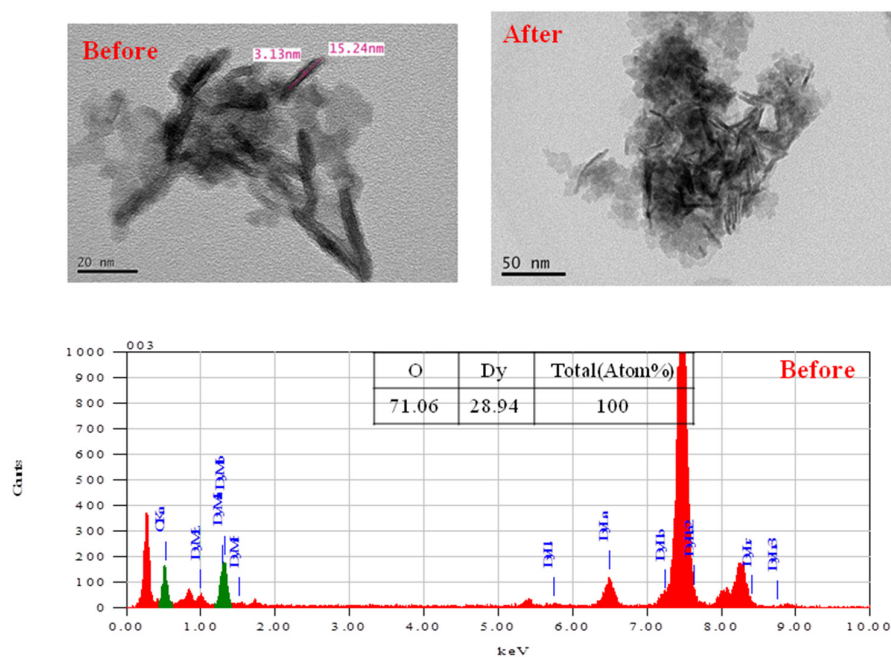 Before
3.13nm 15.24nm
20 nm
After
50 nm
003
Before
O Dy Total(Atom%)
71.06 28.94 100
1000
900
800
700
600
500
400
300
200
100
0
Counts
OKa
DyMz
DyMa
DyMb
DyMr
DyLl
DyLa
DyLb
DyLb2
DyLr
DyLr3
0.00 1.00 2.00 3.00 4.00 5.00 6.00 7.00 8.00 9.00 10.00
keV